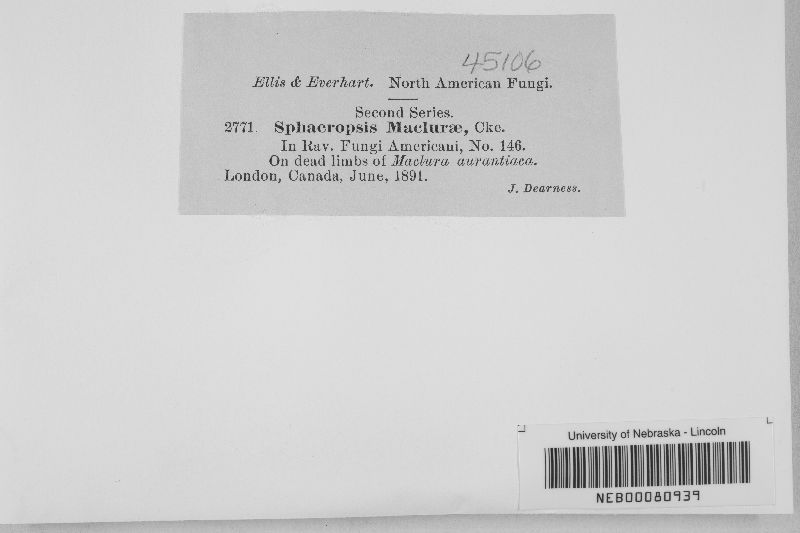 45106
Ellis & Everhart. North American Fungi.
Second Series.
2771. Sphaeropsis Macluræ, Cke.
In Rav. Fungi Americani, No. 146.
On dead limbs of Maclura aurantiaca.
London, Canada, June, 1891.
J. Dearness.
University of Nebraska - Lincoln
NEB00080939